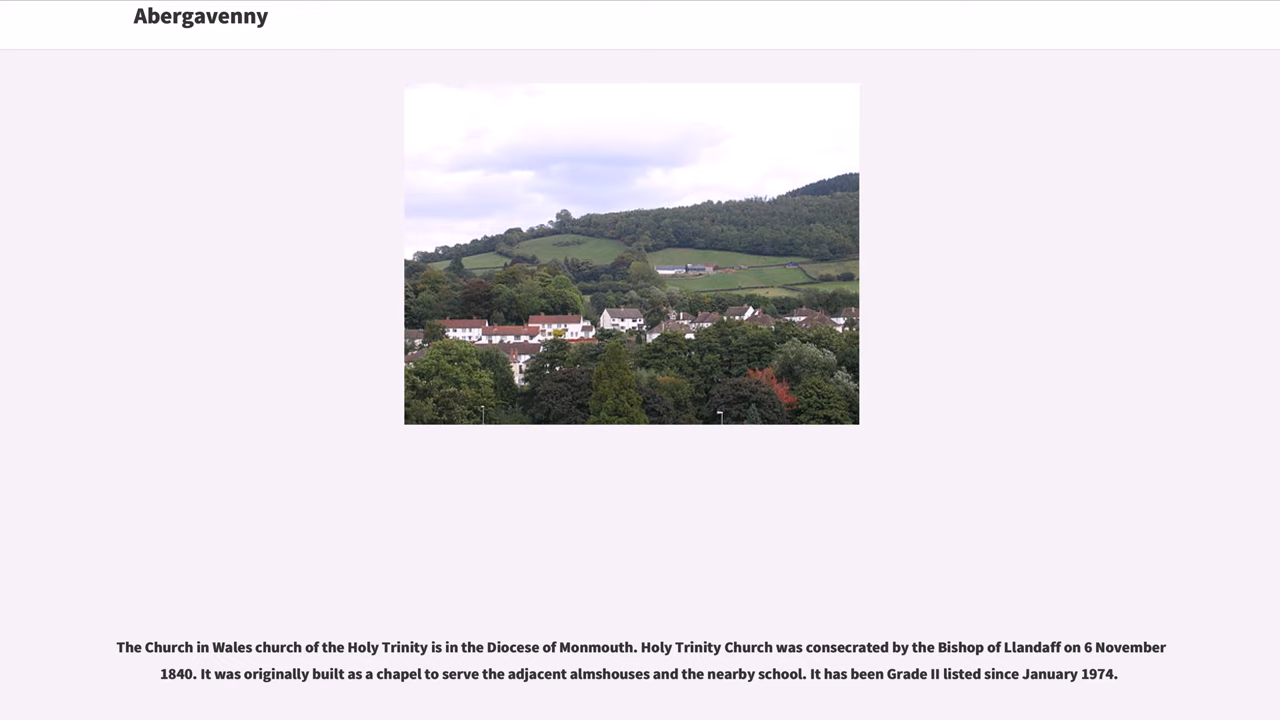 Abergavenny
The Church in Wales church of the Holy Trinity is in the Diocese of Monmouth. Holy Trinity Church was consecrated by the Bishop of Llandaff on 6 November
1840. It was originally built as a chapel to serve the adjacent almshouses and the nearby school. It has been Grade II listed since January 1974.